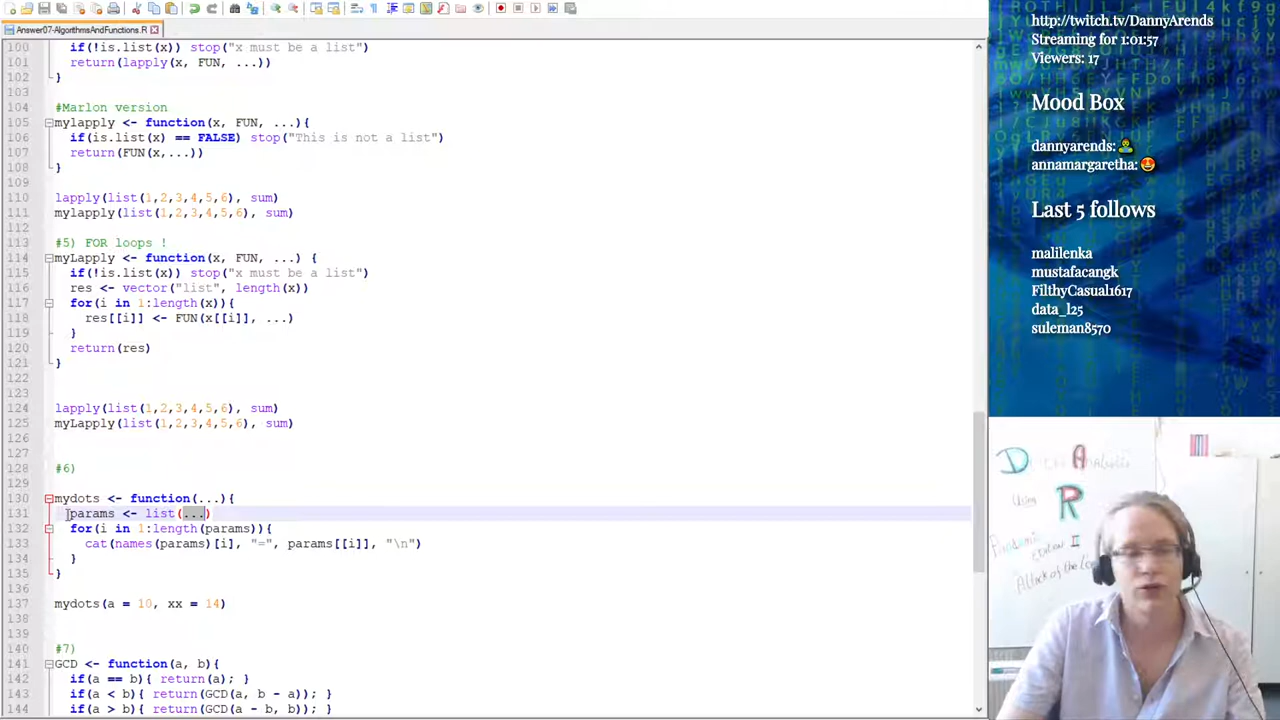 Answer07-AlgorithmsAndFunctions.R
100 if(!is.list(x)) stop("x must be a list")
101 return(lapply(x, FUN, ...))
102 }
103
104 #Marlon version
105 mylapply <- function(x, FUN, ...){
106 if(is.list(x) == FALSE) stop("This is not a list")
107 return(FUN(x,...))
108 }
109
110 lapply(list(1,2,3,4,5,6), sum)
111 mylapply(list(1,2,3,4,5,6), sum)
112
113 #5) FOR loops !
114 myLapply <- function(x, FUN, ...) {
115 if(!is.list(x)) stop("x must be a list")
116 res <- vector("list", length(x))
117 for(i in 1:length(x)){
118 res[[i]] <- FUN(x[[i]], ...)
119 }
120 return(res)
121 }
122
123
124 lapply(list(1,2,3,4,5,6), sum)
125 myLapply(list(1,2,3,4,5,6), sum)
126
127
128 #6)
129
130 mydots <- function(...){
131 params <- list(...)
132 for(i in 1:length(params)){
133 cat(names(params)[i], "=", params[[i]], "\n")
134 }
135 }
136
137 mydots(a = 10, xx = 14)
138
139
140 #7)
141 GCD <- function(a, b){
142 if(a == b){ return(a); }
143 if(a < b){ return(GCD(a, b - a)); }
144 if(a > b){ return(GCD(a - b, b)); }
http://twitch.tv/DannyArends
Streaming for 1:01:57
Viewers: 17
Mood Box
dannyarends:
annamargaretha:
Last 5 follows
malilenka
mustafacangk
FilthyCasual1617
data_l25
suleman8570
D
A
Using R